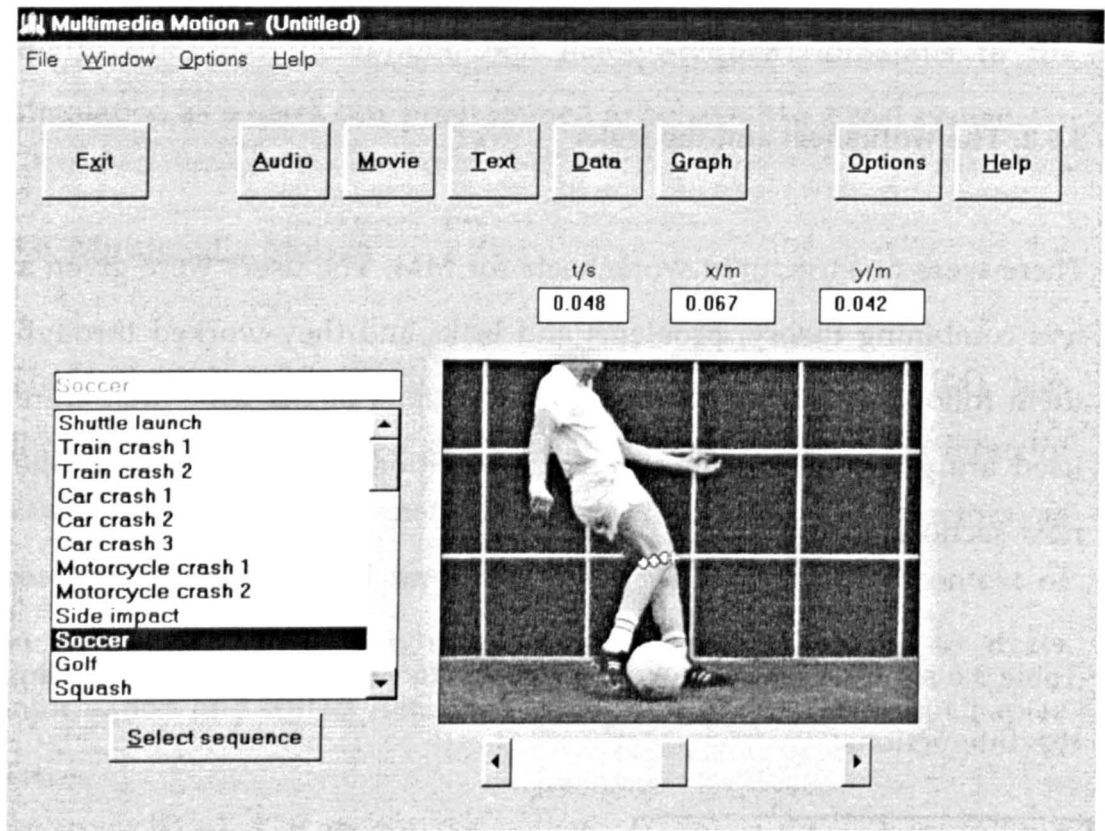 Multimedia Motion - (Untitled)
File Window Options Help
Exit Audio Movie Text Data Graph Options Help
t/s x/m y/m
0.048 0.067 0.042
Soccer
Shuttle launch
Train crash 1
Train crash 2
Car crash 1
Car crash 2
Car crash 3
Motorcycle crash 1
Motorcycle crash 2
Side impact
Soccer
Golf
Squash
Select sequence